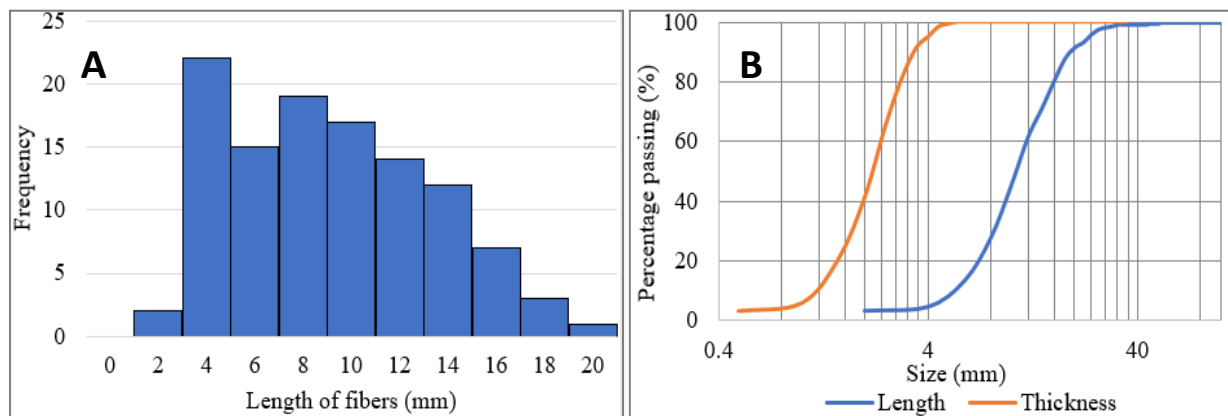 A
Frequency
25
20
15
10
5
0
0 2 4 6 8 10 12 14 16 18 20
Length of fibers (mm)
B
Percentage passing (%)
100
80
60
40
20
0
0.4 4 40
Size (mm)
Length Thickness